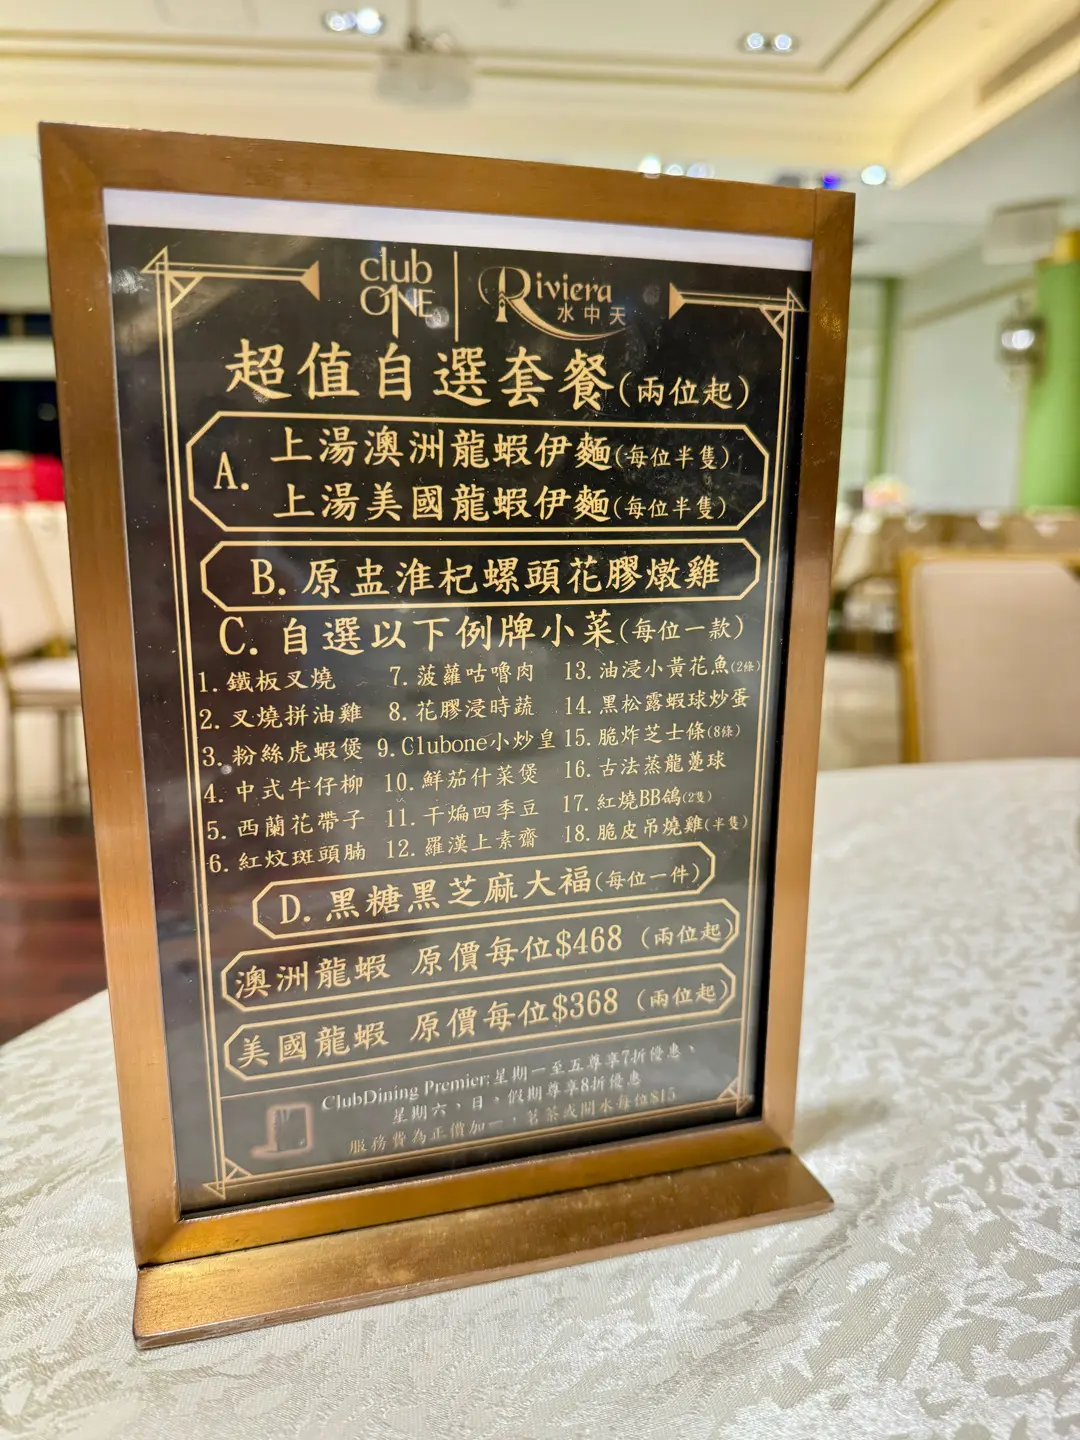 club ONE
Riviera
水中天
超值自選套餐(兩位起)
A.
上湯澳洲龍蝦伊麵(每位半隻)
上湯美國龍蝦伊麵(每位半隻)
B. 原盅淮杞螺頭花膠燉雞
C. 自選以下例牌小菜(每位一款)
1. 鐵板叉燒
2. 叉燒拼油雞
3. 粉絲虎蝦煲
4. 中式牛仔柳
5. 西蘭花帶子
6. 紅炆斑頭腩
7. 菠蘿咕嚕肉
8. 花膠浸時蔬
9. Clubone小炒皇
10. 鮮茄什菜煲
11. 干煸四季豆
12. 羅漢上素齋
13. 油浸小黃花魚(2條)
14. 黑松露蝦球炒蛋
15. 脆炸芝士條(8條)
16. 古法蒸龍躉球
17. 紅燒BB鴿(2隻)
18. 脆皮吊燒雞(半隻)
D. 黑糖黑芝麻大福(每位一件)
澳洲龍蝦 原價每位$468 (兩位起)
美國龍蝦 原價每位$368 (兩位起)
ClubDining Premier:星期一至五尊享7折優惠、
星期六、日，假期尊享8折優惠
服務費為正價加一，茗茶或開水每位$15